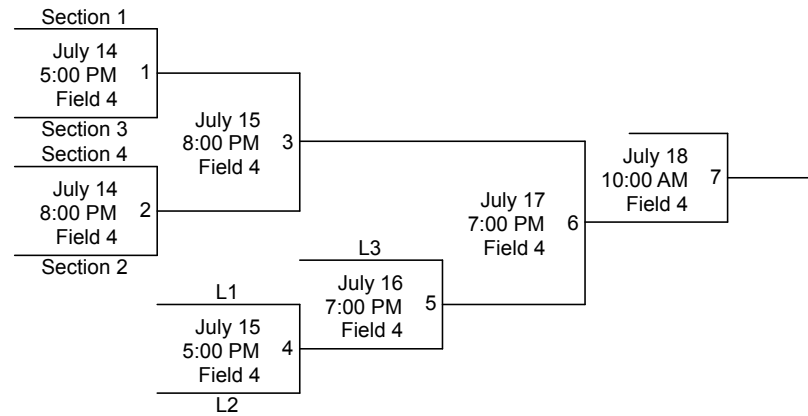 Section 1
July 14
5:00 PM
Field 4
1
Section 3
Section 4
July 14
8:00 PM
Field 4
2
Section 2
July 15
8:00 PM
Field 4
3
L1
July 15
5:00 PM
Field 4
4
L2
L3
July 16
7:00 PM
Field 4
5
July 17
7:00 PM
Field 4
6
July 18
10:00 AM
Field 4
7